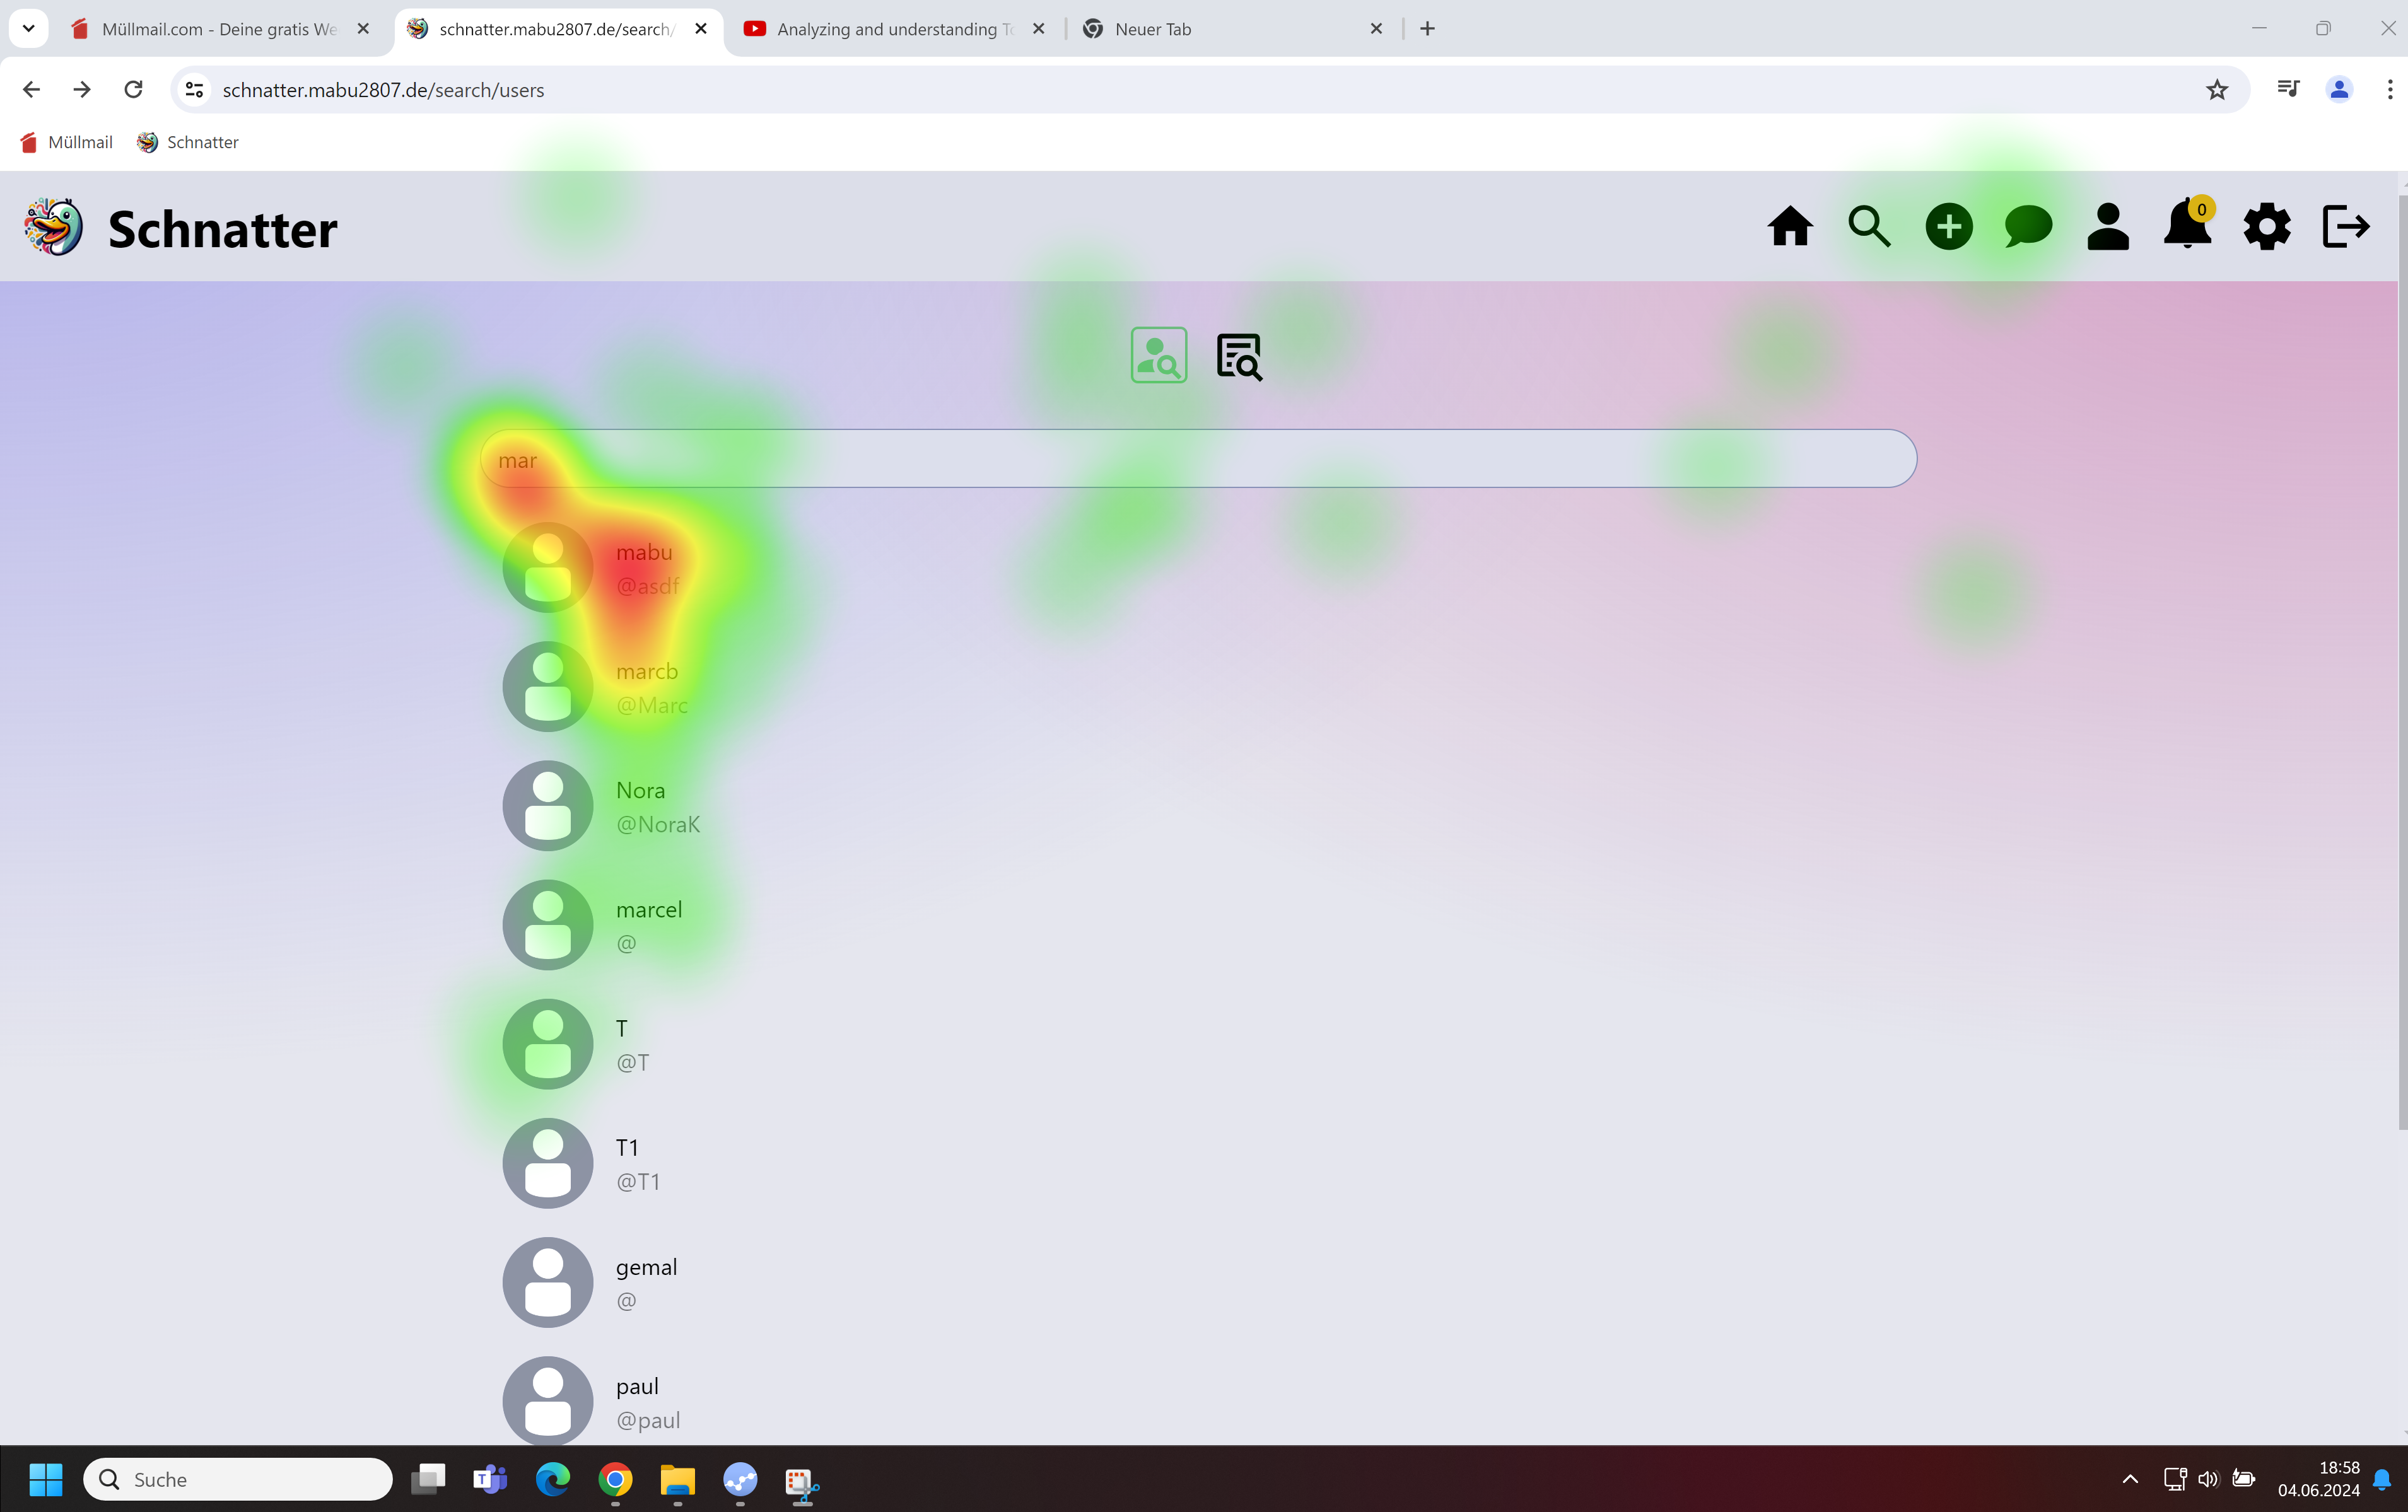 Müllmail.com - Deine gratis We
schnatter.mabu2807.de/search/
Analyzing and understanding To
Neuer Tab
schnatter.mabu2807.de/search/users
Müllmail
Schnatter
Schnatter
0
mar
mabu
@asdf
marcb
@Marc
Nora
@NoraK
marcel
@
T
@T
T1
@T1
gemal
@
paul
@paul
Suche
18:58
04.06.2024